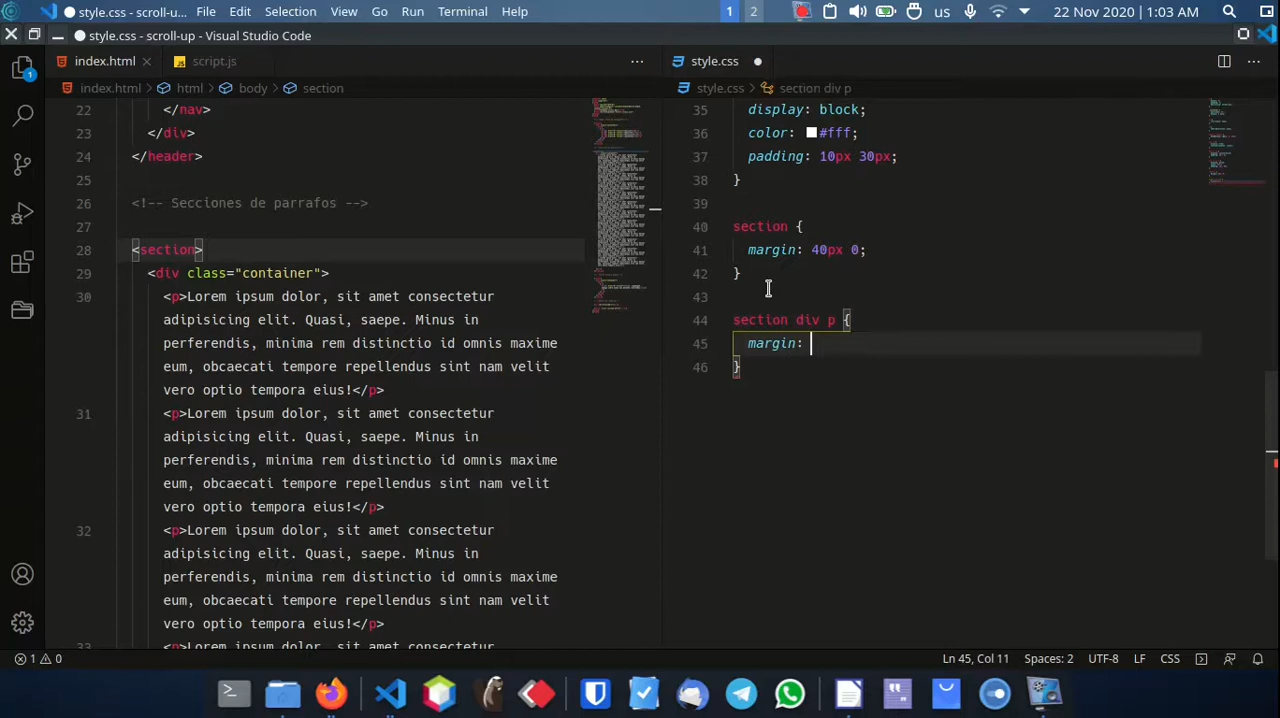 style.css - scroll-u... File Edit Selection View Go Run Terminal Help 1 2 us 22 Nov 2020 | 1:03 AM
style.css - scroll-up - Visual Studio Code
index.html script.js ... style.css ...
index.html > html > body > section
style.css > section div p
1
22 </nav>
23 </div>
24 </header>
25
26 <!-- Secciones de parrafos -->
27
28 <section>
29 <div class="container">
30 <p>Lorem ipsum dolor, sit amet consectetur
adipisicing elit. Quasi, saepe. Minus in
perferendis, minima rem distinctio id omnis maxime
eum, obcaecati tempore repellendus sint nam velit
vero optio tempora eius!</p>
31 <p>Lorem ipsum dolor, sit amet consectetur
adipisicing elit. Quasi, saepe. Minus in
perferendis, minima rem distinctio id omnis maxime
eum, obcaecati tempore repellendus sint nam velit
vero optio tempora eius!</p>
32 <p>Lorem ipsum dolor, sit amet consectetur
adipisicing elit. Quasi, saepe. Minus in
perferendis, minima rem distinctio id omnis maxime
eum, obcaecati tempore repellendus sint nam velit
vero optio tempora eius!</p>
33 <p>Lorem ipsum dolor, sit amet consectetur
35 display: block;
36 color: #fff;
37 padding: 10px 30px;
38 }
39
40 section {
41 margin: 40px 0;
42 }
43
44 section div p {
45 margin:
46 }
1 0 Ln 45, Col 11 Spaces: 2 UTF-8 LF CSS